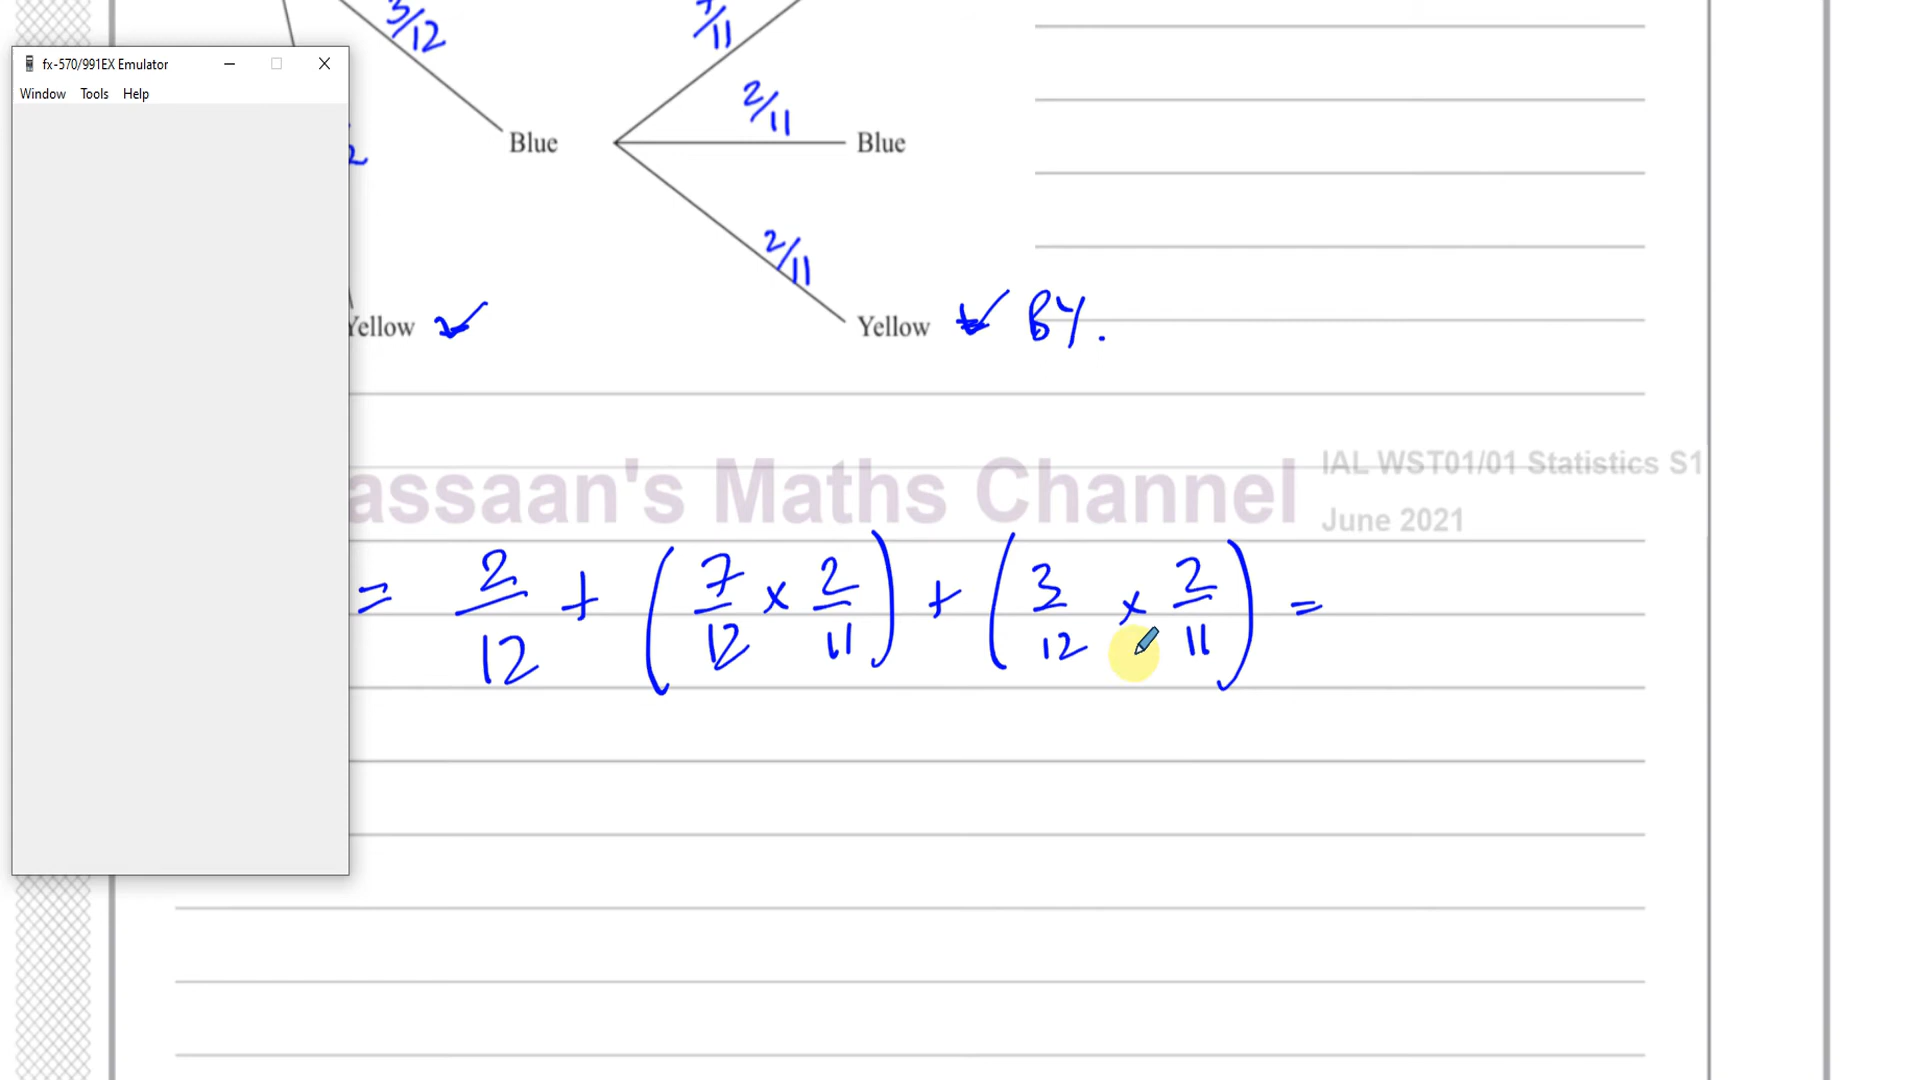 3/12
/11
fx-570/991EX Emulator
Window Tools Help
2/11
Blue
Blue
2
2/11
Yellow ✓
Yellow ✓ BY.
assaan's Maths Channel
IAL WST01/01 Statistics S1
June 2021
= 2/12 + (7/12 × 2/11) + (3/12 × 2/11) =